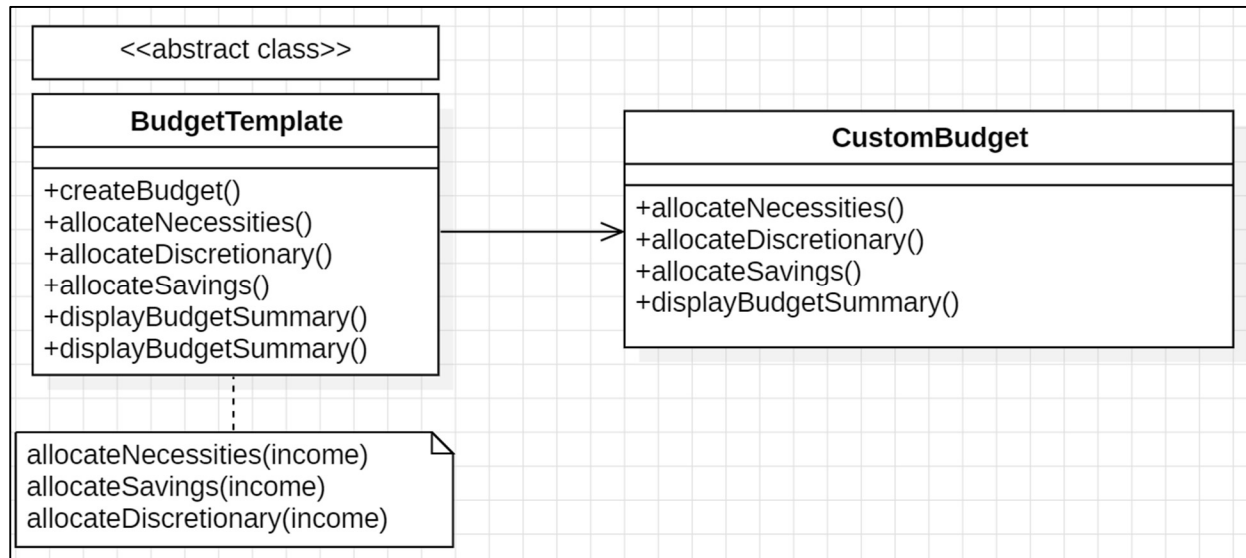 <<abstract class>>
BudgetTemplate
+createBudget()
+allocateNecessities()
+allocateDiscretionary()
+allocateSavings()
+displayBudgetSummary()
+displayBudgetSummary()
allocateNecessities(income)
allocateSavings(income)
allocateDiscretionary(income)
CustomBudget
+allocateNecessities()
+allocateDiscretionary()
+allocateSavings()
+displayBudgetSummary()